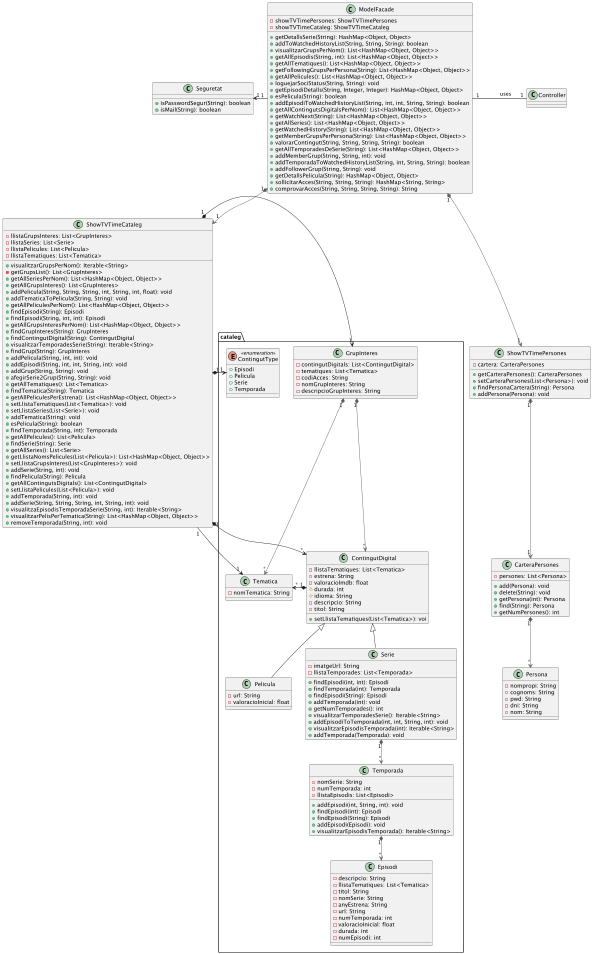 ModelFacade
showTVTimePersones: ShowTVTimePersones
showTVTimeCataleg: ShowTVTimeCataleg
getDetallsSerie(String): HashMap<Object, Object>
addToWatchedHistoryList(String, String, String): boolean
visualitzarGrupsPerNom(): List<HashMap<Object, Object>>
getAllEpisodis(String, int): List<HashMap<Object, Object>>
getAllTematiques(): List<HashMap<Object, Object>>
getFollowingGrupsPerPersona(String): List<HashMap<Object, Object>>
getAllPelicules(): List<HashMap<Object, Object>>
loguejarSociStatus(String, String): void
getEpisodiDetalls(String, Integer, Integer): HashMap<Object, Object>
esPelicula(String): boolean
addEpisodiToWatchedHistoryList(String, int, int, String, String): boolean
getAllContingutsDigitalsPerNom(): List<HashMap<Object, Object>>
getWatchNext(String): List<HashMap<Object, Object>>
getAllSeries(): List<HashMap<Object, Object>>
getWatchedHistory(String): List<HashMap<Object, Object>>
getMemberGrupsPerPersona(String): List<HashMap<Object, Object>>
valorarContingut(String, String, String, String): boolean
getAllTemporadesDeSerie(String): List<HashMap<Object, Object>>
addMemberGrup(String, String, int): void
addTemporadaToWatchedHistoryList(String, int, String, String): boolean
addFollowerGrup(String, String): void
getDetallsPelicula(String): HashMap<Object, Object>
sollicitarAcces(String, String, String): HashMap<String, String>
comprovarAcces(String, String, String, String): String
Seguretat
isPasswordSegur(String): boolean
isMail(String): boolean
1 1
1 uses 1
Controller
ShowTVTimeCataleg
llistaGrupsInteres: List<GrupInteres>
llistaSeries: List<Serie>
llistaPelicules: List<Pelicula>
llistaTematiques: List<Tematica>
visualitzarGrupsPerNom(): Iterable<String>
getGrupsList(): List<GrupInteres>
getAllSeriesPerNom(): List<HashMap<Object, Object>>
getAllGrupsInteres(): List<GrupInteres>
addPelicula(String, String, String, int, String, int, float): void
addTematicaToPelicula(String, String): void
getAllPeliculesPerNom(): List<HashMap<Object, Object>>
findEpisodi(String): Episodi
findEpisodi(String, int, int): Episodi
getAllGrupsInteresPerNom(): List<HashMap<Object, Object>>
findGrupInteres(String): GrupInteres
findContingutDigital(String): ContingutDigital
visualitzarTemporadesSerie(String): Iterable<String>
findGrup(String): GrupInteres
addPelicula(String, int, int): void
addEpisodi(String, int, int, String, int): void
addGrup(String, String): void
afegirSerie2Grup(String, String): void
getAllTematiques(): List<Tematica>
findTematica(String): Tematica
getAllPeliculesPerEstrena(): List<HashMap<Object, Object>>
setLlistaTematiques(List<Tematica>): void
setLlistaSeries(List<Serie>): void
addTematica(String): void
esPelicula(String): boolean
findTemporada(String, int): Temporada
getAllPelicules(): List<Pelicula>
findSerie(String): Serie
getAllSeries(): List<Serie>
getLlistaNomsPelicules(List<Pelicula>): List<HashMap<Object, Object>>
setLlistaGrupsInteres(List<GrupInteres>): void
addSerie(String, int): void
findPelicula(String): Pelicula
getAllContingutsDigitals(): List<ContingutDigital>
setLlistaPelicules(List<Pelicula>): void
addTemporada(String, int): void
addSerie(String, String, String, int, String, int): void
visualitzaEpisodisTemporadaSerie(String, int): Iterable<String>
visualitzarPelisPerTematica(String): List<HashMap<Object, Object>>
removeTemporada(String, int): void
cataleg
«enumeration»
ContingutType
Episodi
Pelicula
Serie
Temporada
GrupInteres
contingutDigitals: List<ContingutDigital>
tematiques: List<Tematica>
codiAcces: String
nomGrupInteres: String
descripcioGrupInteres: String
ShowTVTimePersones
cartera: CarteraPersones
getCarteraPersones(): CarteraPersones
setCarteraPersones(List<Persona>): void
findPersonaCartera(String): Persona
addPersona(Persona): void
Tematica
nomTematica: String
ContingutDigital
llistaTematiques: List<Tematica>
estrena: String
valoracioImdb: float
durada: int
idioma: String
descripcio: String
titol: String
setLlistaTematiques(List<Tematica>): voi
CarteraPersones
persones: List<Persona>
add(Persona): void
delete(String): void
getPersona(int): Persona
find(String): Persona
getNumPersones(): int
Pelicula
url: String
valoracioInicial: float
Serie
imatgeUrl: String
llistaTemporades: List<Temporada>
findEpisodi(int, int): Episodi
findTemporada(int): Temporada
findEpisodi(String): Episodi
addTemporada(int): void
getNumTemporades(): int
visualitzarTemporadesSerie(): Iterable<String>
addEpisodiToTemporada(int, int, String, int): void
visualitzarEpisodisTemporada(int): Iterable<String>
addTemporada(Temporada): void
Persona
nompropi: String
cognoms: String
pwd: String
dni: String
nom: String
Temporada
nomSerie: String
numTemporada: int
llistaEpisodis: List<Episodi>
addEpisodi(int, String, int): void
findEpisodi(int): Episodi
findEpisodi(String): Episodi
addEpisodi(Episodi): void
visualitzarEpisodisTemporada(): Iterable<String>
Episodi
descripcio: String
llistaTematiques: List<Tematica>
titol: String
nomSerie: String
anyEstrena: String
url: String
numTemporada: int
valoracioInicial: float
durada: int
numEpisodi: int